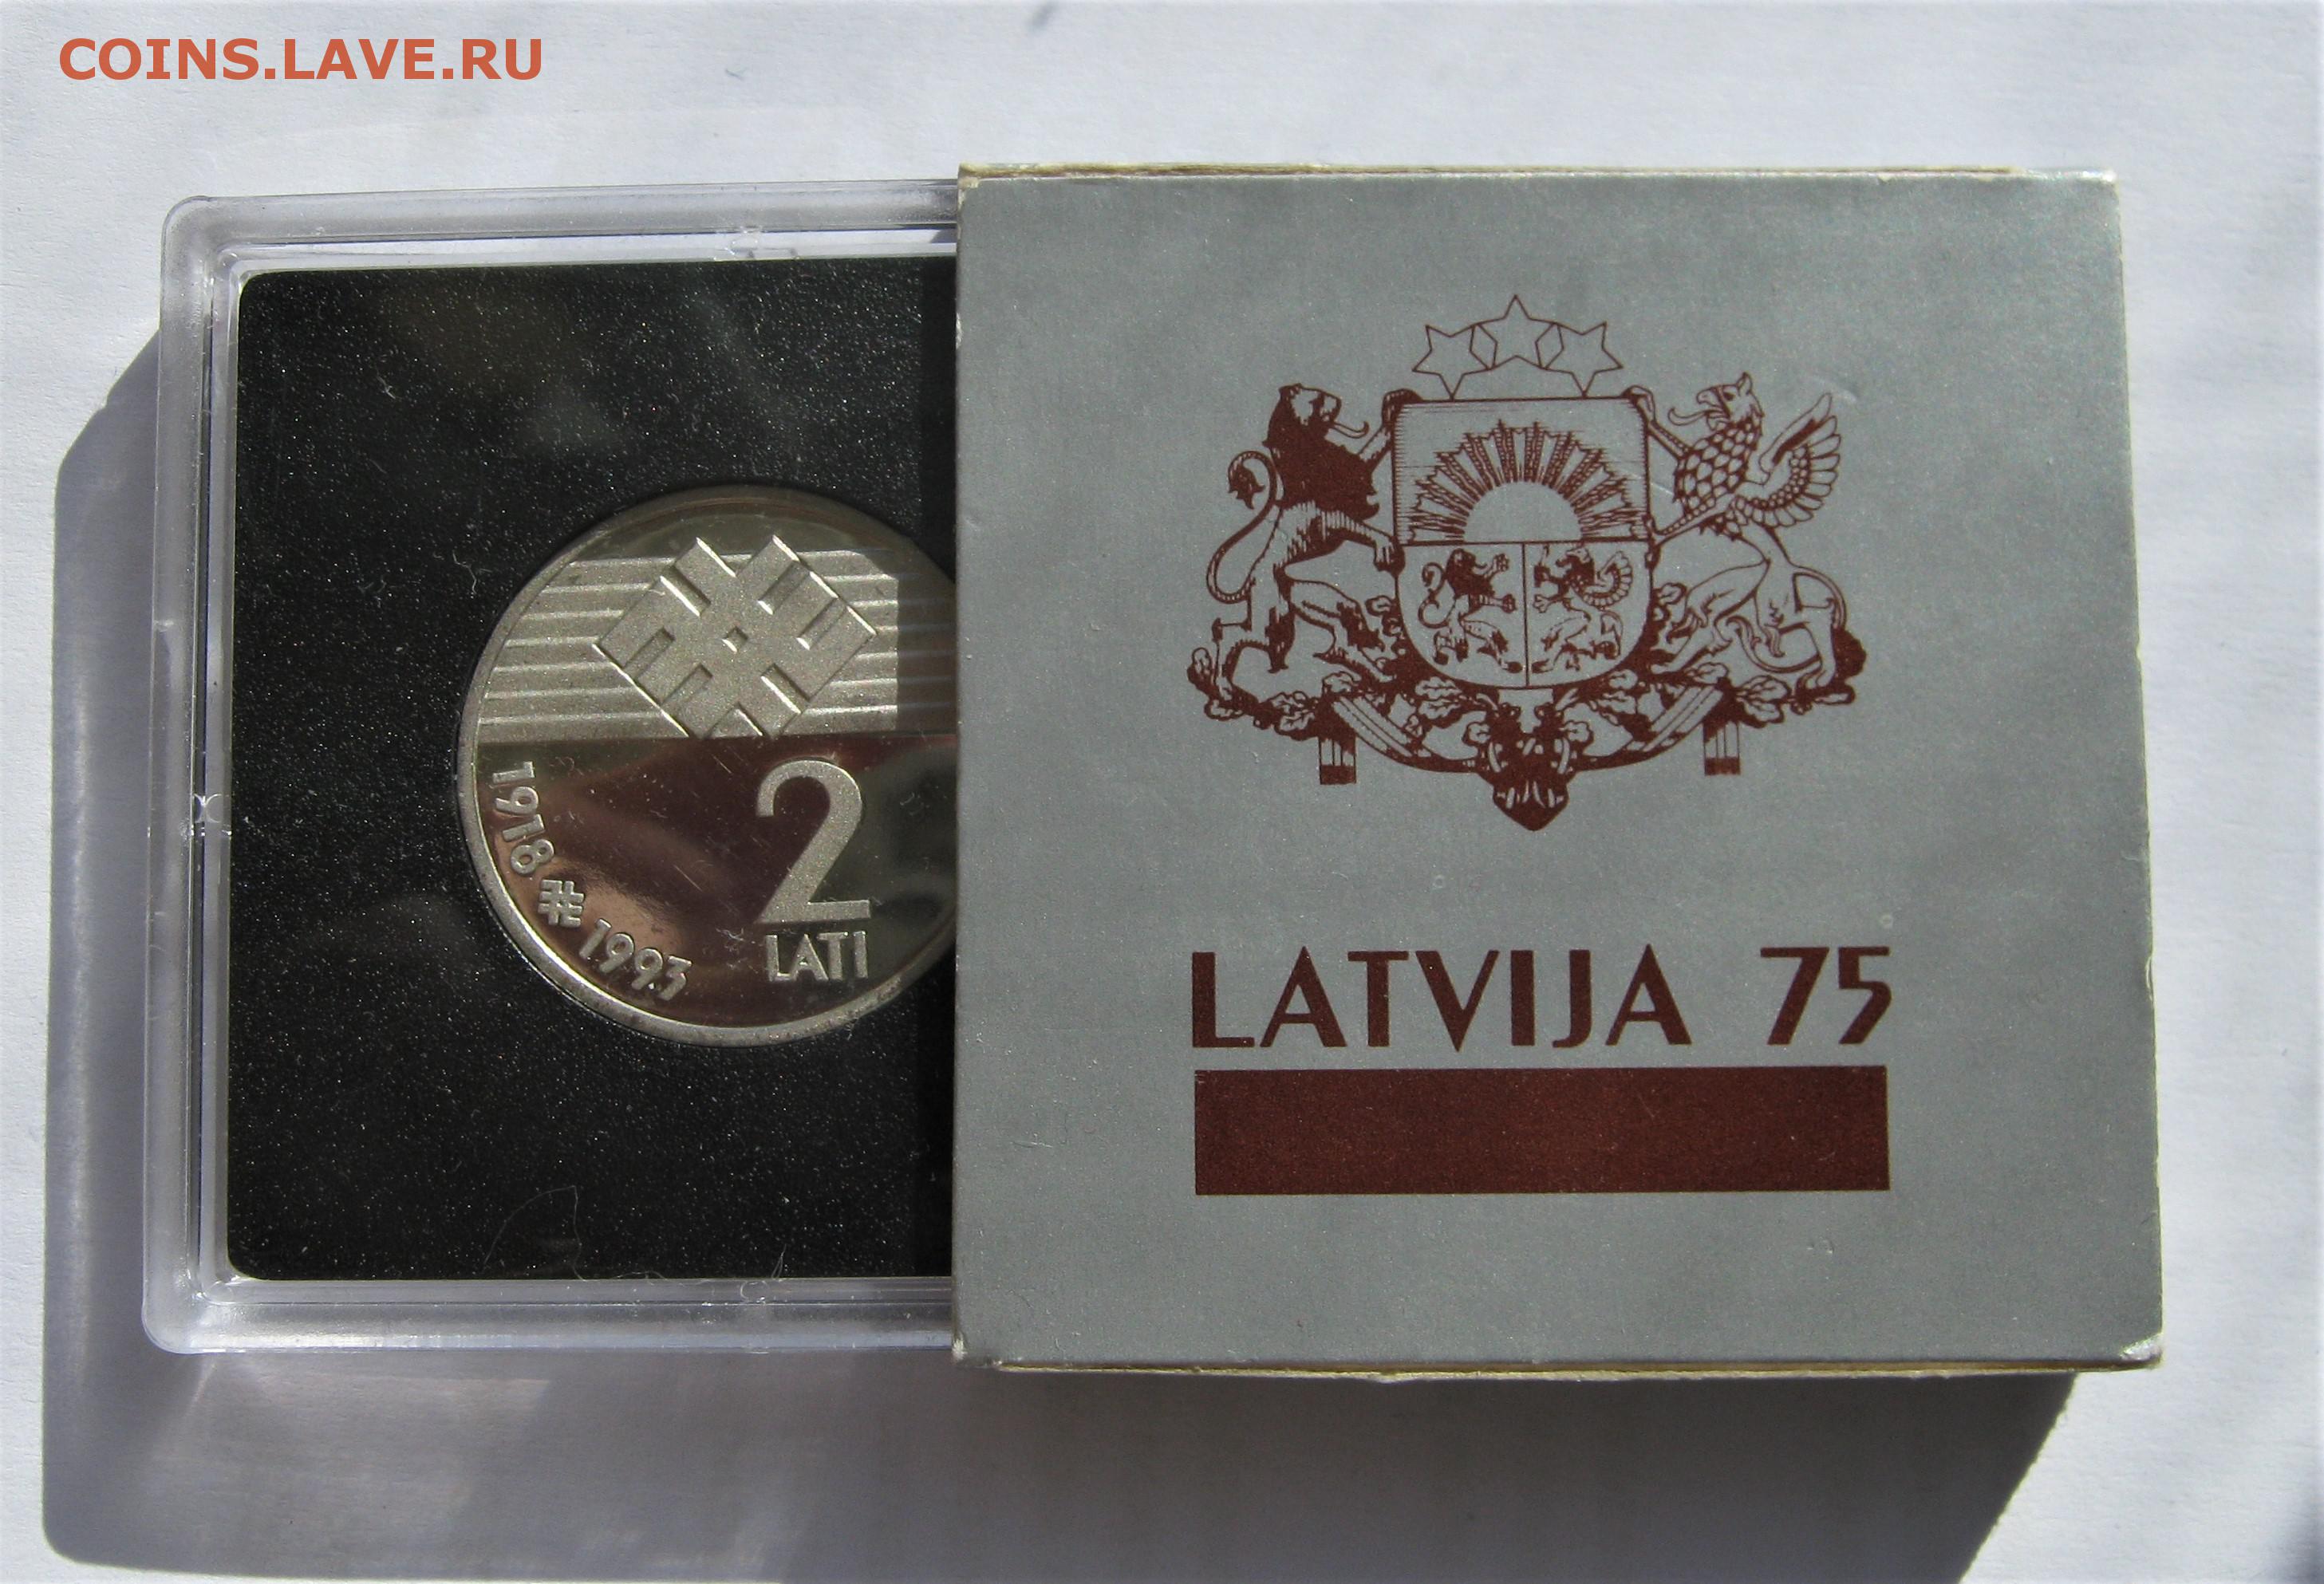 COINS.LAVE.RU
2
LATI
1918 1993
LATVIJA 75